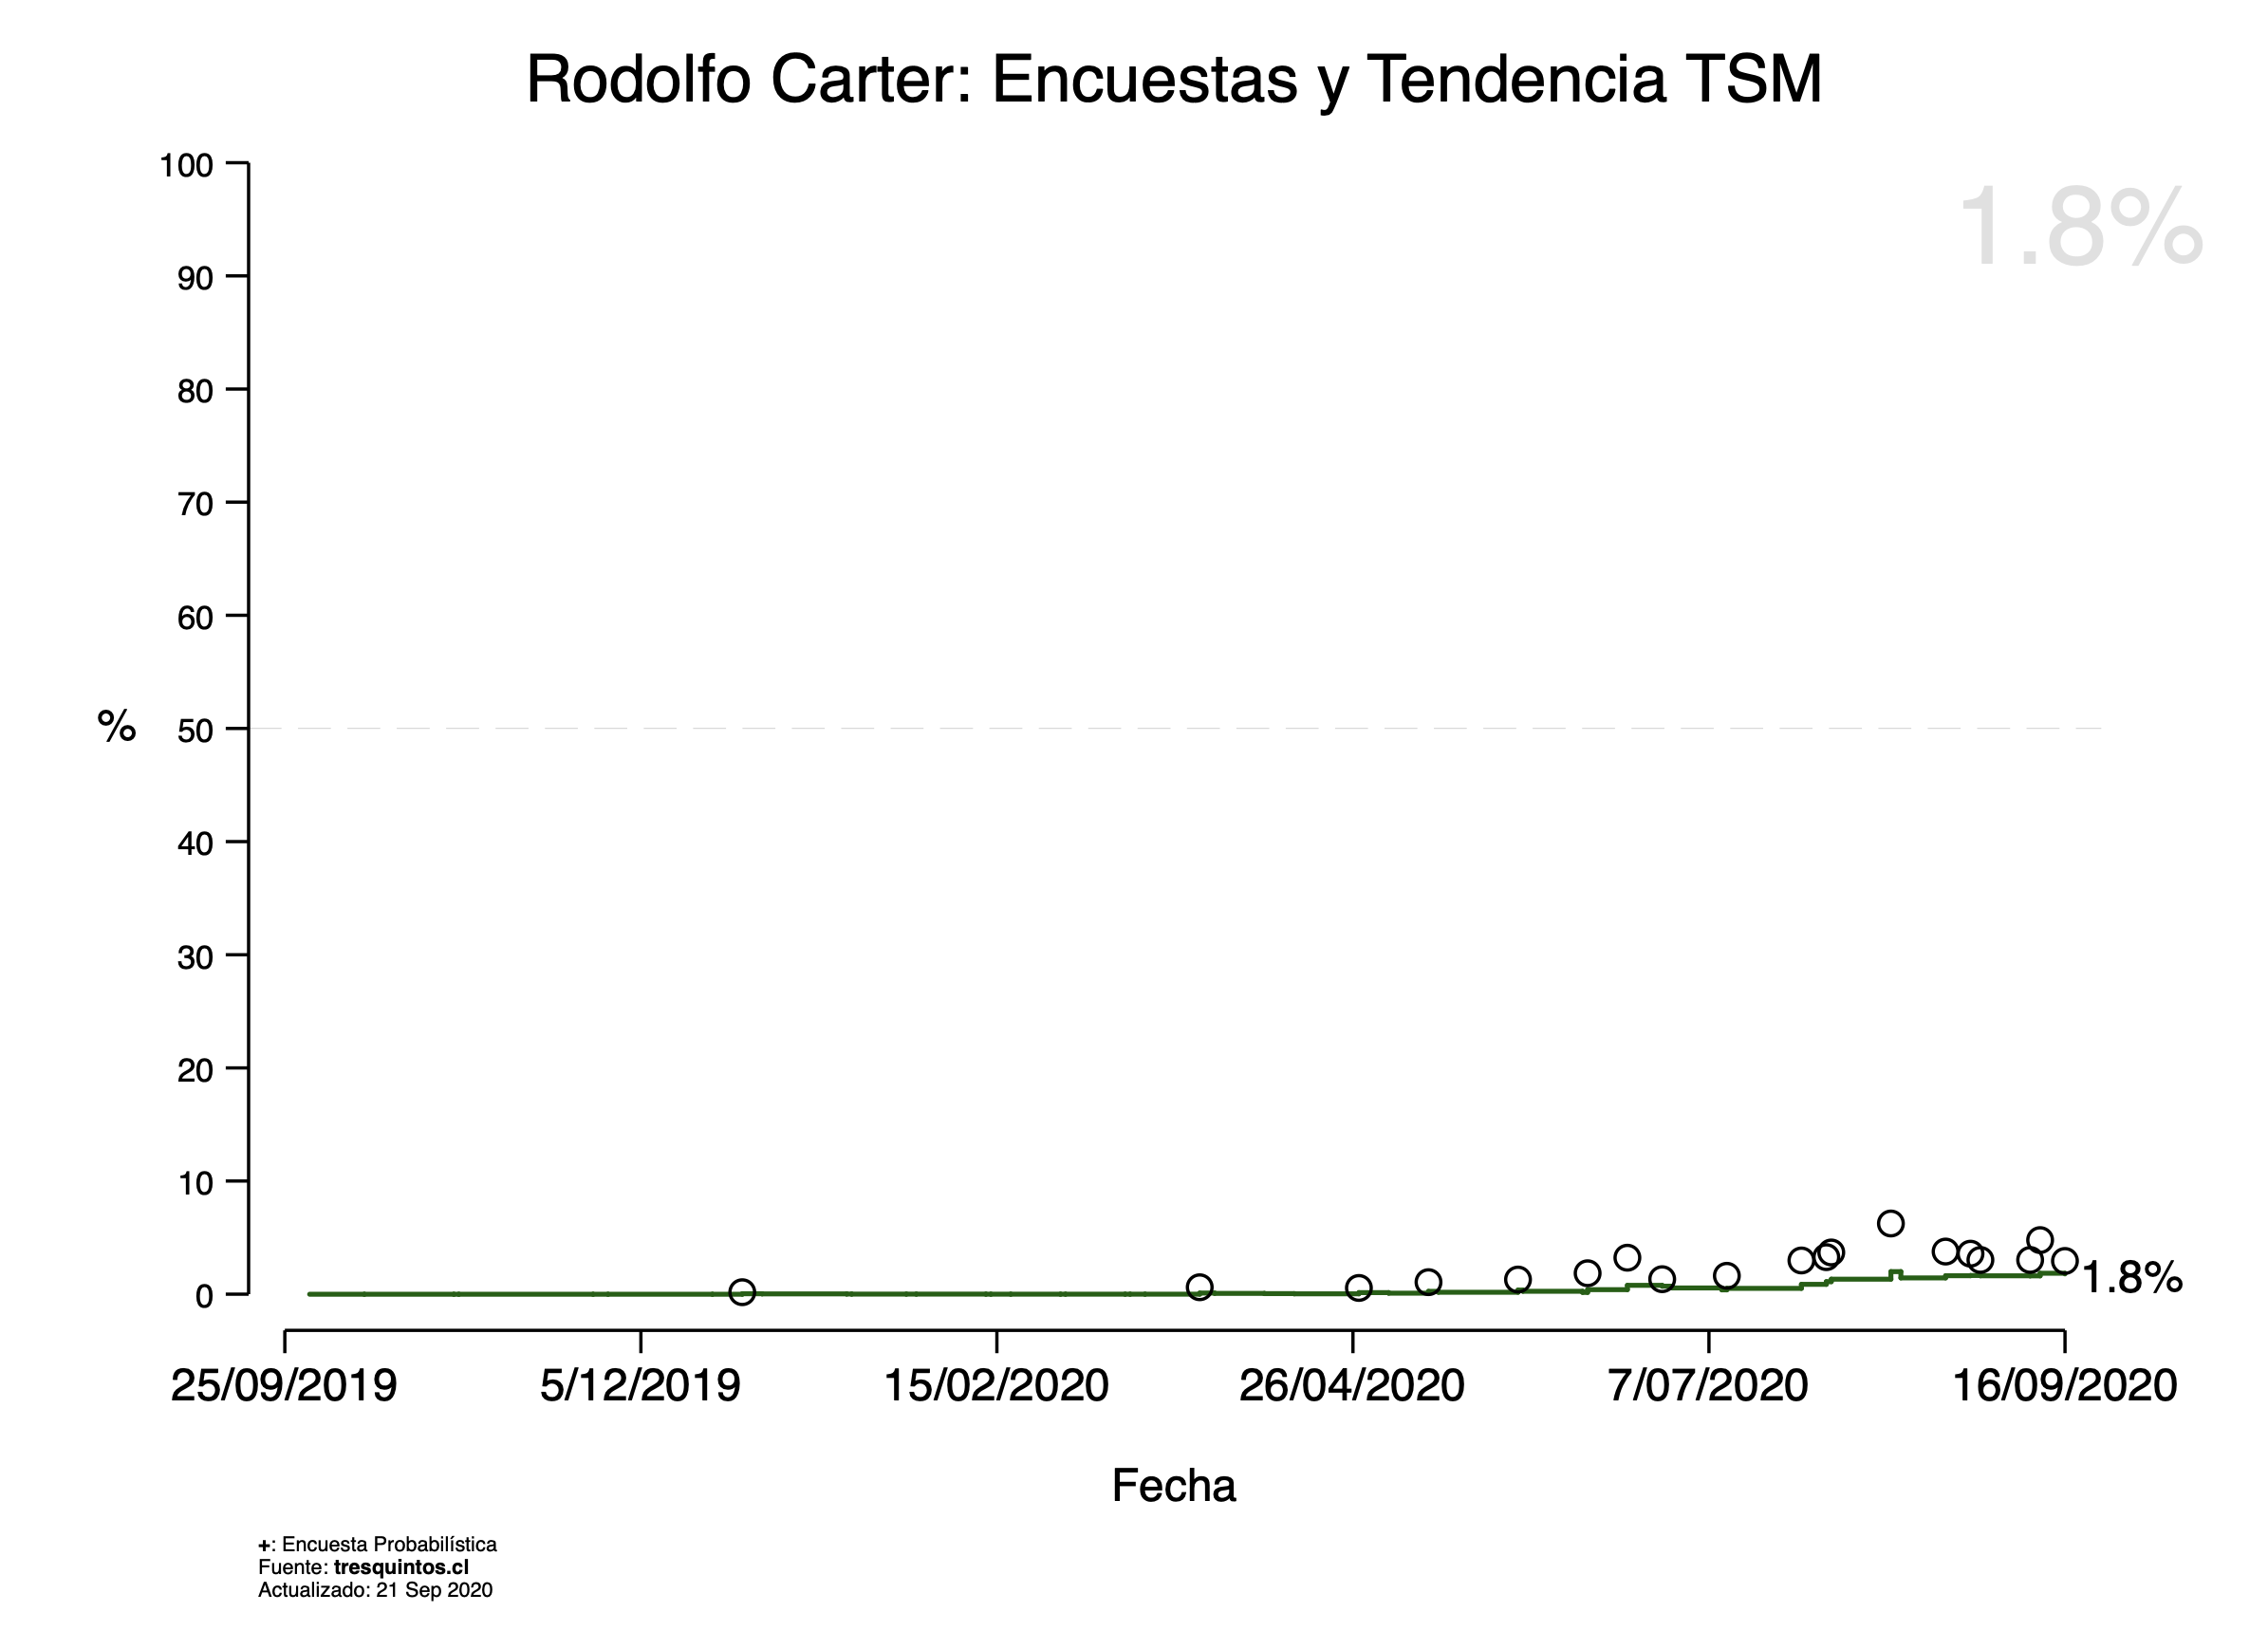 Rodolfo Carter: Encuestas y Tendencia TSM
1.8%
100
90
80
70
60
% 50
40
30
20
10
0
1.8%
25/09/2019 5/12/2019 15/02/2020 26/04/2020 7/07/2020 16/09/2020
Fecha
+: Encuesta Probabilística
Fuente: tresquintos.cl
Actualizado: 21 Sep 2020